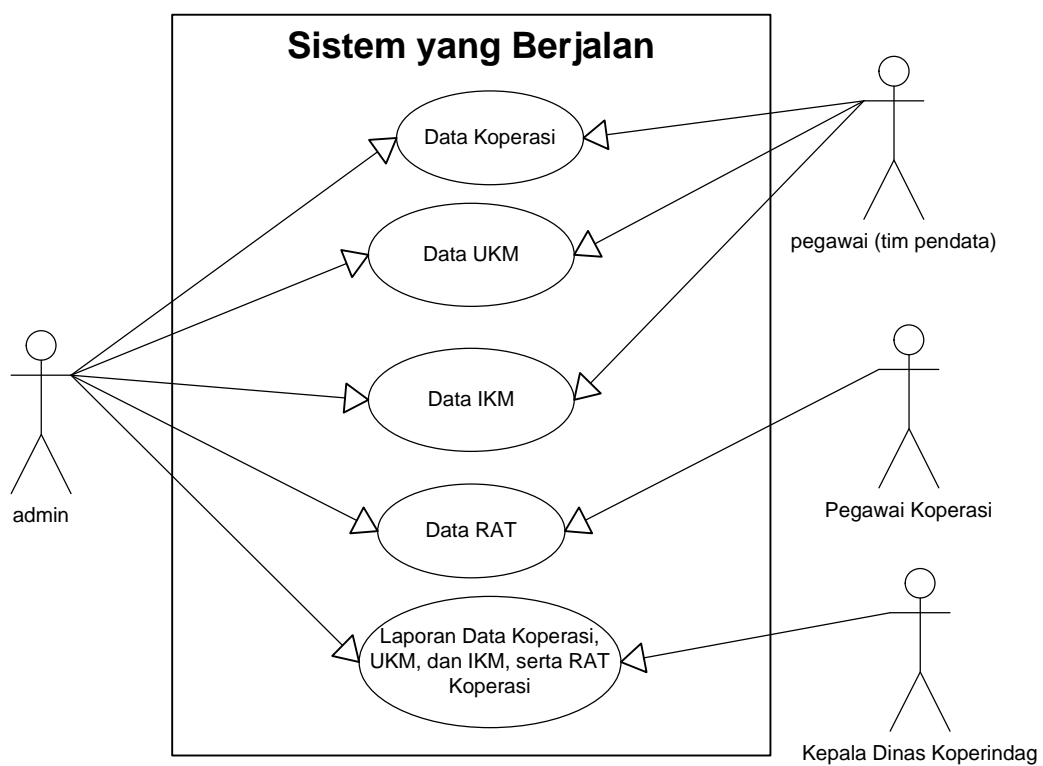 Sistem yang Berjalan
Data Koperasi
Data UKM
Data IKM
Data RAT
Laporan Data Koperasi,
UKM, dan IKM, serta RAT
Koperasi
admin
pegawai (tim pendata)
Pegawai Koperasi
Kepala Dinas Koperindag